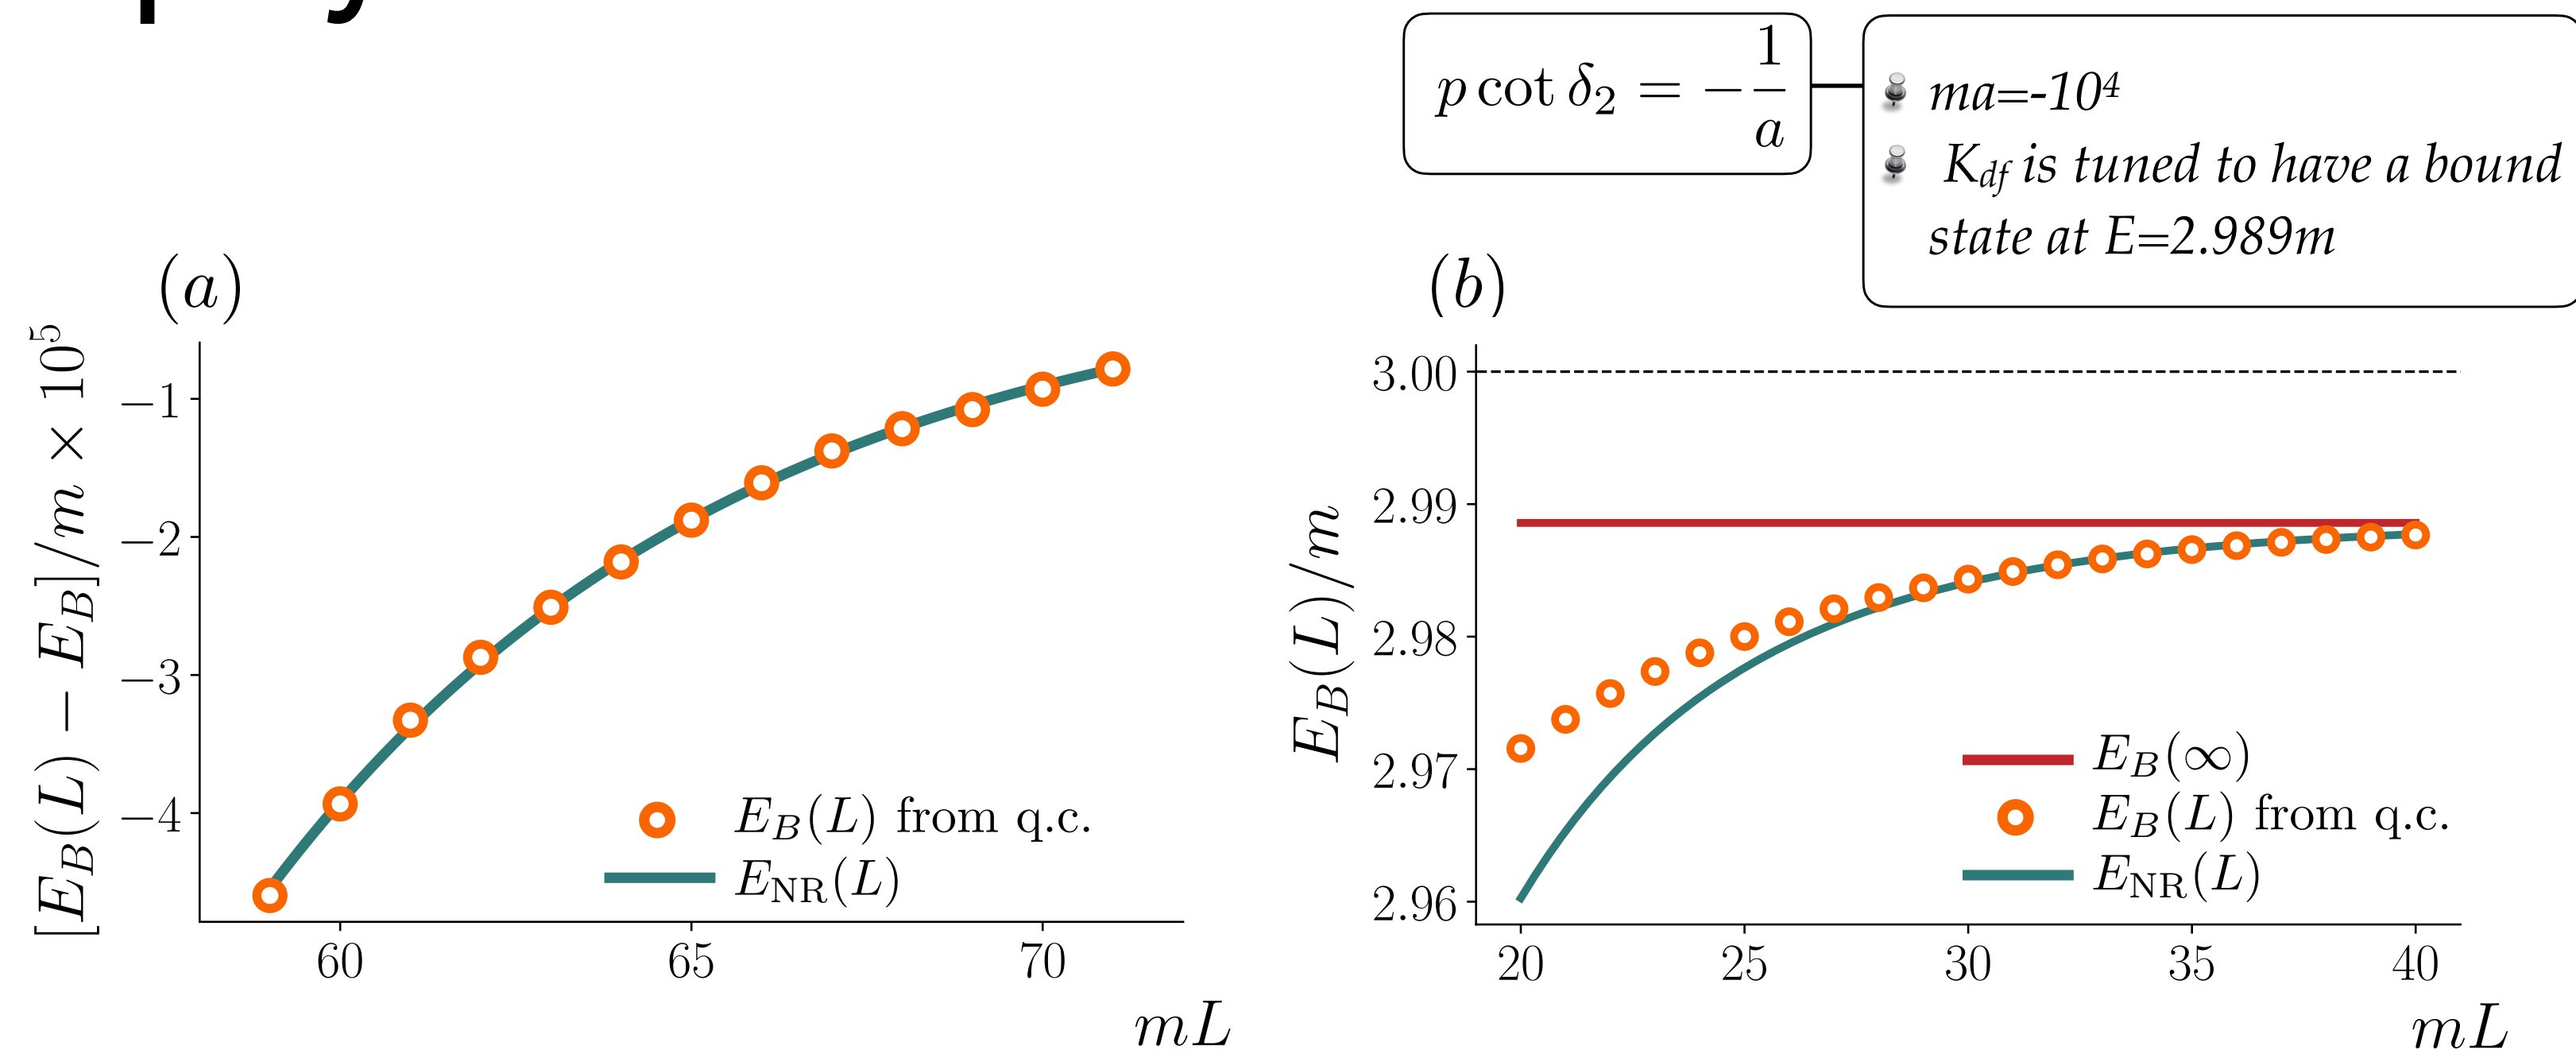 p cot δ₂ = −1/a
ma=-10⁴
K_df is tuned to have a bound
state at E=2.989m
(a)
[E_B(L) − E_B]/m × 10⁵
−1
−2
−3
−4
E_B(L) from q.c.
E_NR(L)
60 65 70
mL
(b)
E_B(L)/m
3.00
2.99
2.98
2.97
2.96
E_B(∞)
E_B(L) from q.c.
E_NR(L)
20 25 30 35 40
mL